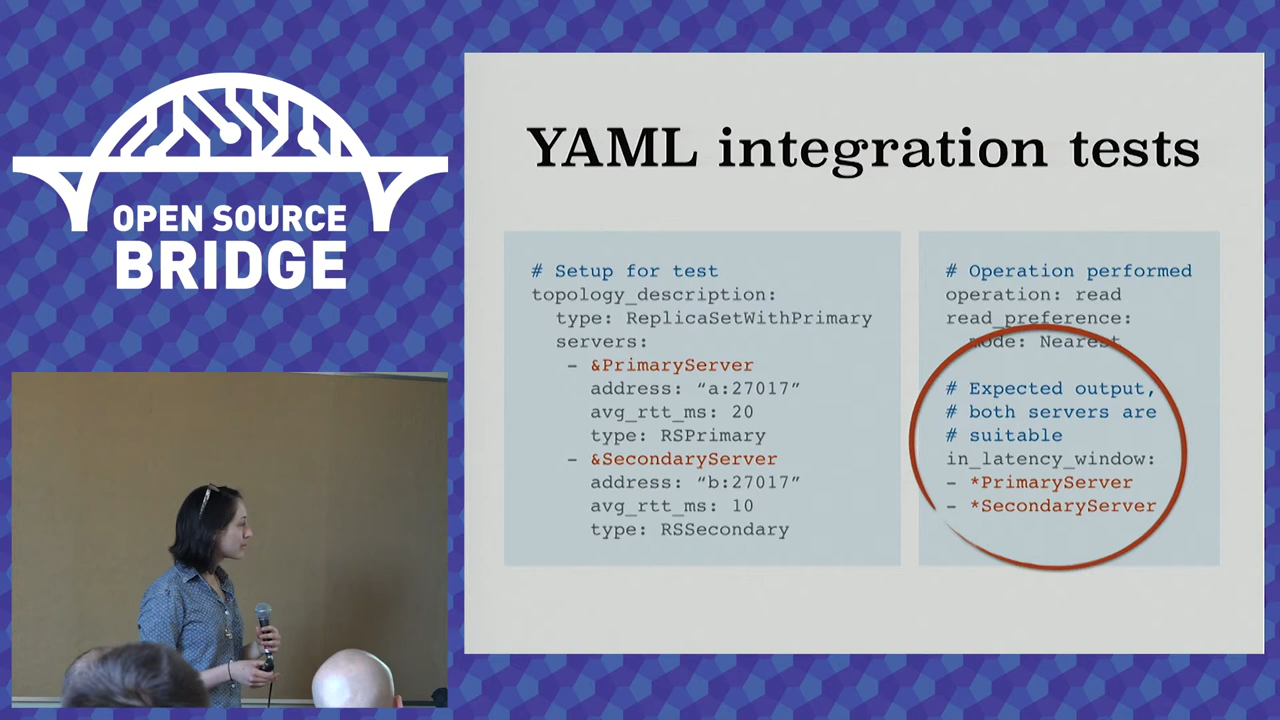 OPEN SOURCE
BRIDGE
YAML integration tests
# Setup for test
topology_description:
type: ReplicaSetWithPrimary
servers:
- &PrimaryServer
address: “a:27017”
avg_rtt_ms: 20
type: RSPrimary
- &SecondaryServer
address: “b:27017”
avg_rtt_ms: 10
type: RSSecondary
# Operation performed
operation: read
read_preference:
mode: Nearest
# Expected output,
# both servers are
# suitable
in_latency_window:
- *PrimaryServer
- *SecondaryServer